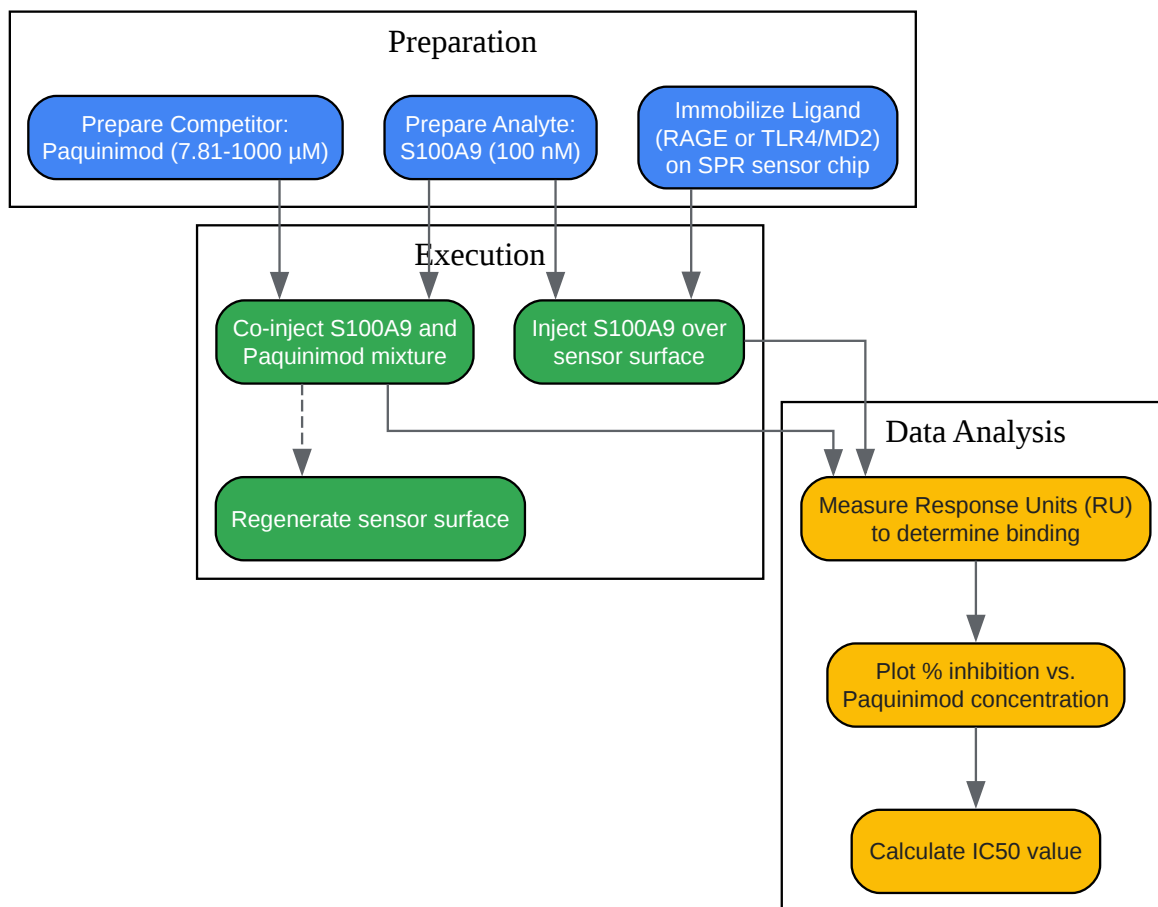 Preparation
Prepare Competitor:
Paquinimod (7.81-1000 µM)
Prepare Analyte:
S100A9 (100 nM)
Immobilize Ligand
(RAGE or TLR4/MD2)
on SPR sensor chip
Execution
Co-inject S100A9 and
Paquinimod mixture
Inject S100A9 over
sensor surface
Regenerate sensor surface
Data Analysis
Measure Response Units (RU)
to determine binding
Plot % inhibition vs.
Paquinimod concentration
Calculate IC50 value